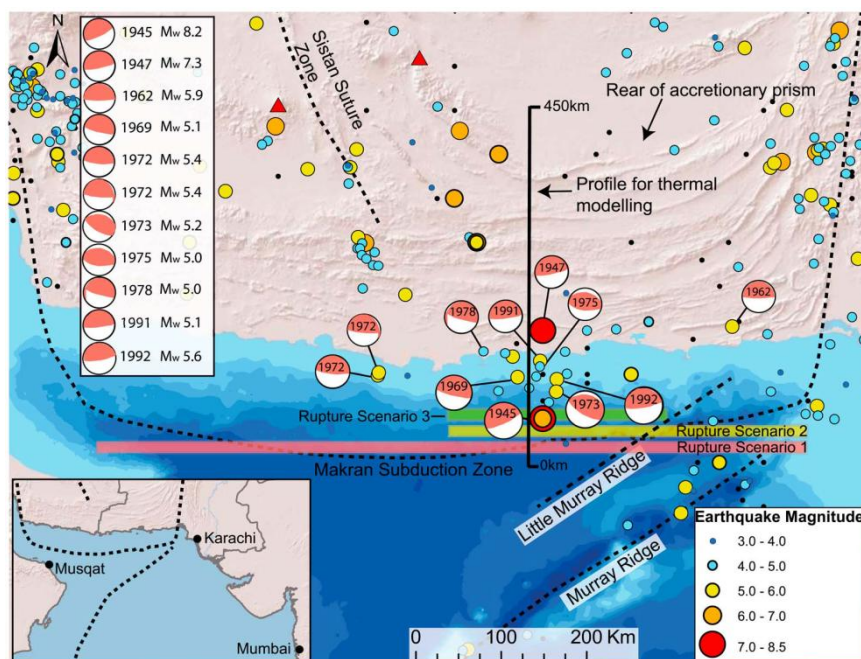 N
1945 Mw 8.2
1947 Mw 7.3
1962 Mw 5.9
1969 Mw 5.1
1972 Mw 5.4
1972 Mw 5.4
1973 Mw 5.2
1975 Mw 5.0
1978 Mw 5.0
1991 Mw 5.1
1992 Mw 5.6
Sistan Suture
Zone
450km
Rear of accretionary prism
Profile for thermal
modelling
1947
1975
1962
1991
1978
1972
1972
1969
1945
1973
1992
Rupture Scenario 3
Rupture Scenario 2
Rupture Scenario 1
Makran Subduction Zone
0km
Little Murray Ridge
Murray Ridge
Karachi
Musqat
Mumbai
0 100 200 Km
Earthquake Magnitude
3.0 - 4.0
4.0 - 5.0
5.0 - 6.0
6.0 - 7.0
7.0 - 8.5